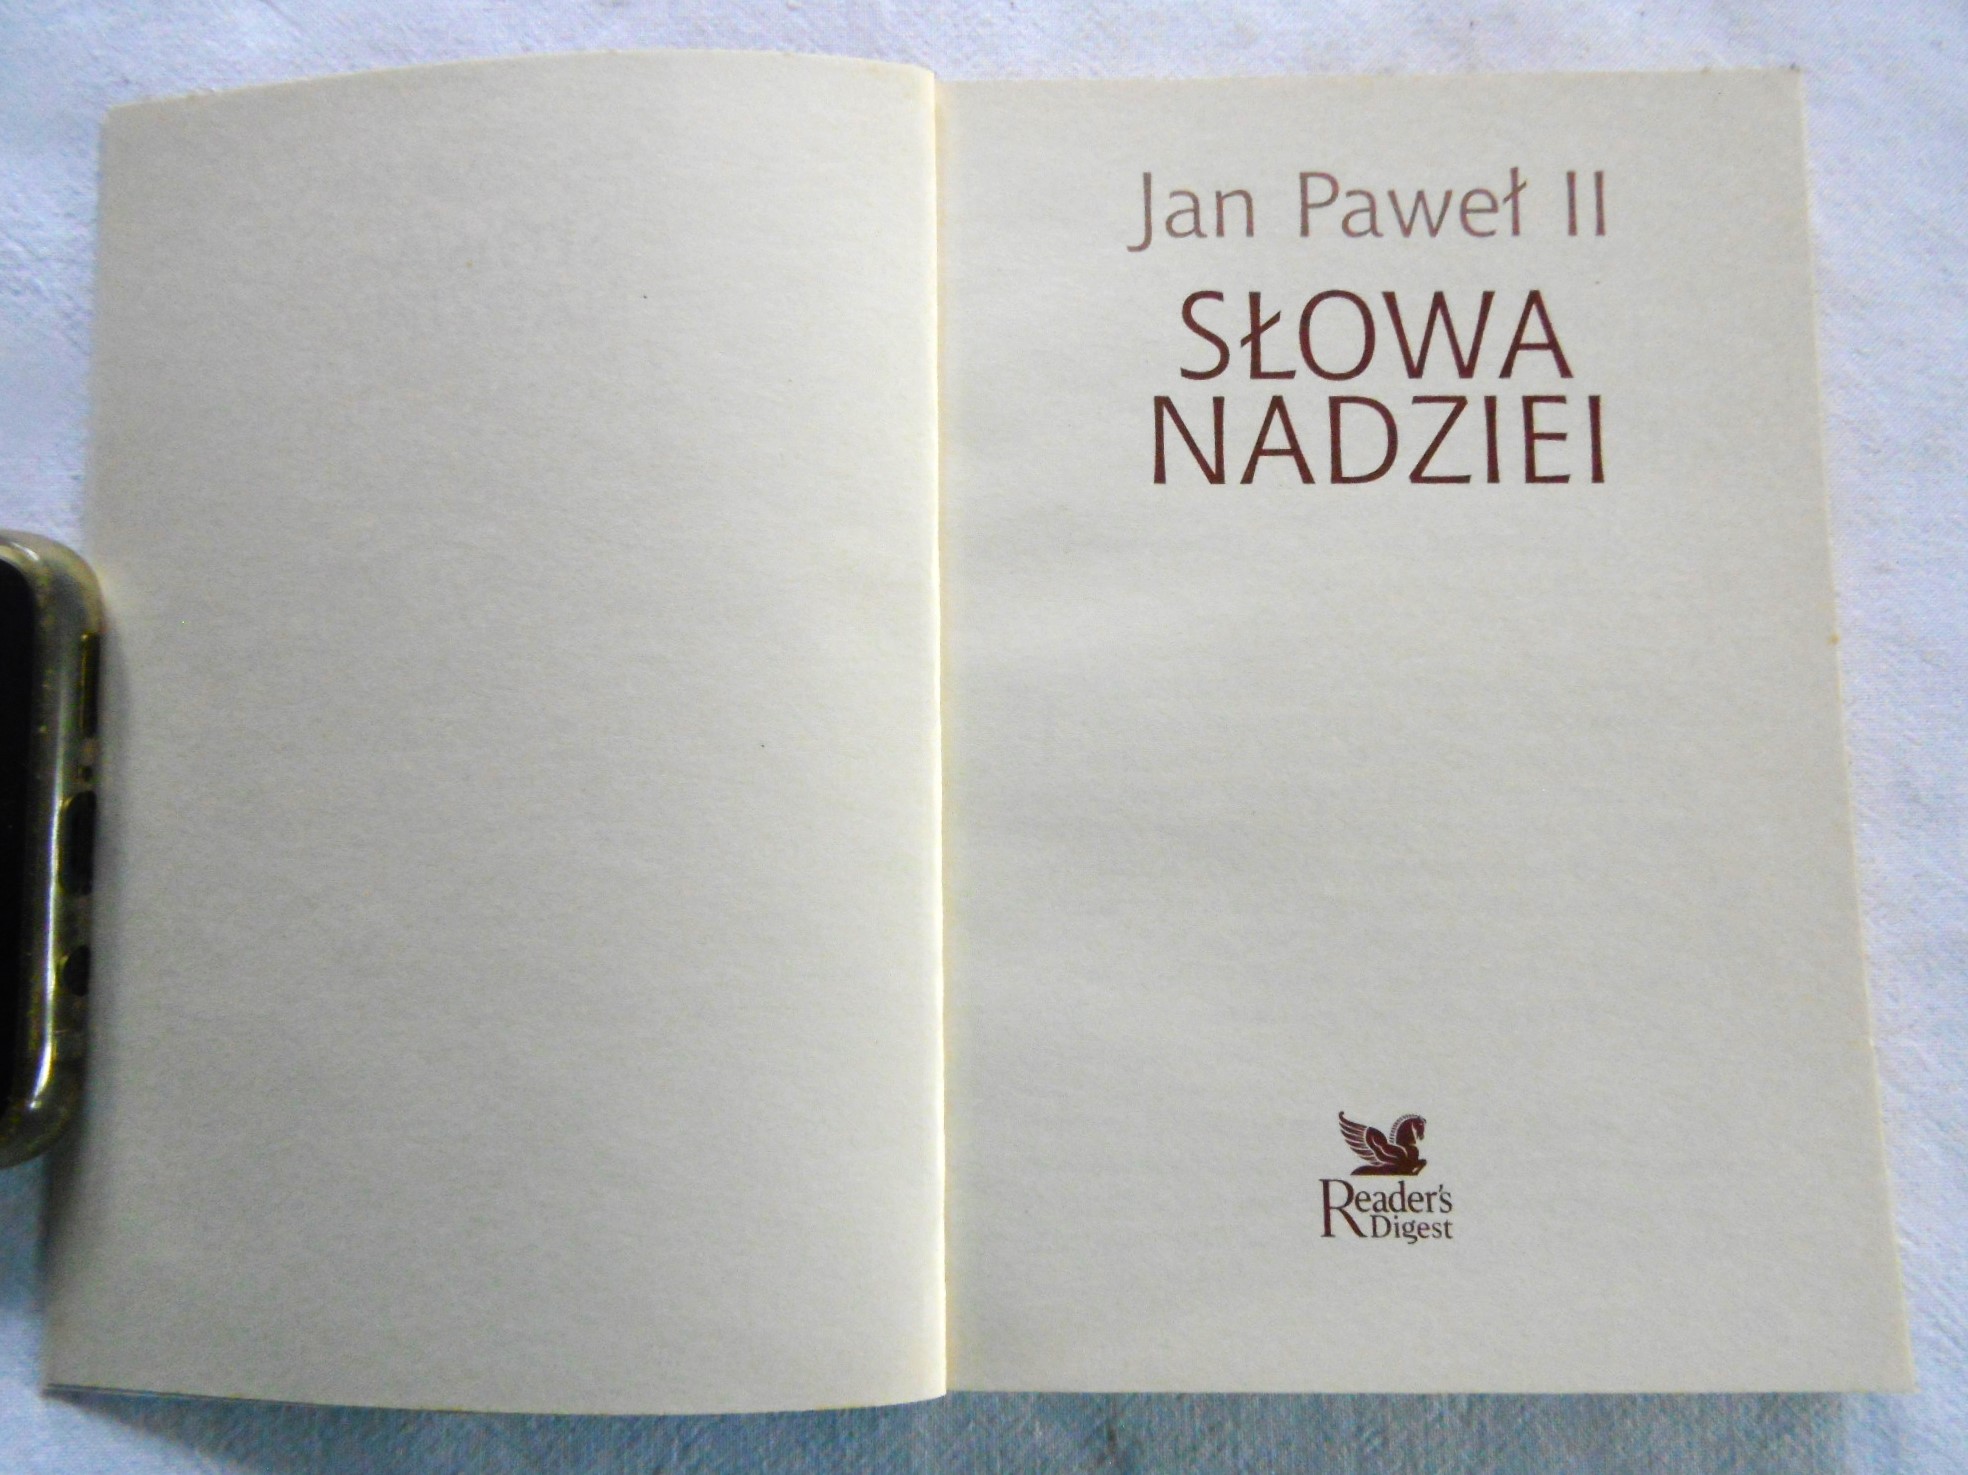 Jan Paweł II
SŁOWA
NADZIEI
Reader's
Digest